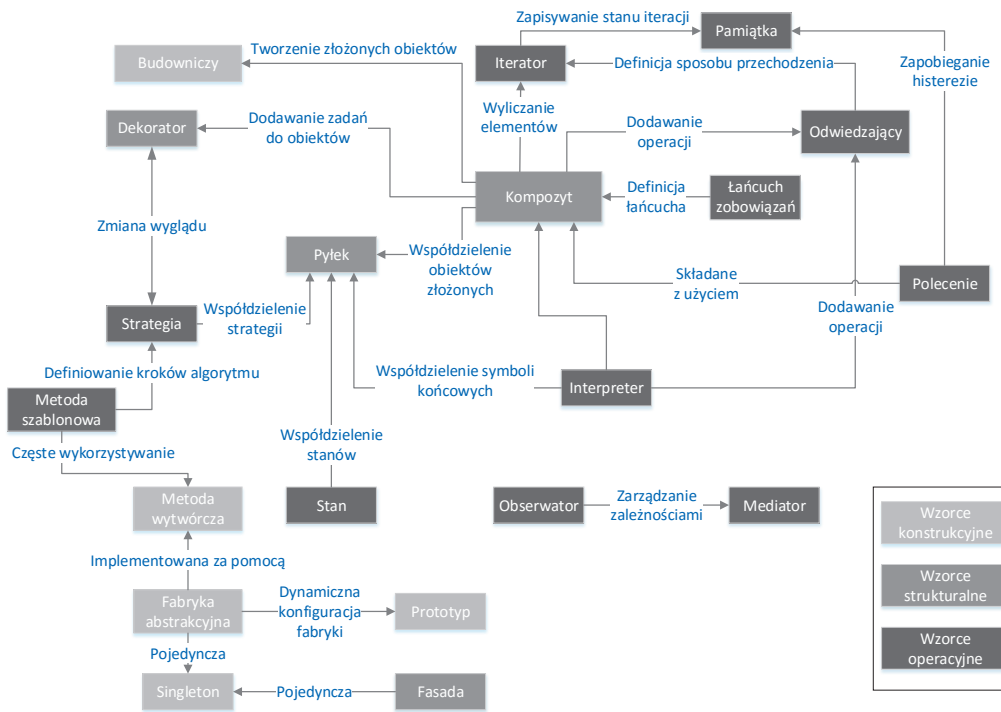 Zapisywanie stanu iteracji
Pamiątka
Tworzenie złożonych obiektów
Budowniczy
Iterator
Definicja sposobu przechodzenia
Zapobieganie
histerezie
Wyliczanie
elementów
Dekorator
Dodawanie zadań
do obiektów
Dodawanie
operacji
Odwiedzający
Kompozyt
Definicja
łańcucha
Łańcuch
zobowiązań
Zmiana wyglądu
Pyłek
Współdzielenie
obiektów
złożonych
Składane
z użyciem
Polecenie
Strategia
Współdzielenie
strategii
Dodawanie
operacji
Definiowanie kroków algorytmu
Współdzielenie symboli
końcowych
Interpreter
Metoda
szablonowa
Częste wykorzystywanie
Współdzielenie
stanów
Metoda
wytwórcza
Stan
Obserwator
Zarządzanie
zależnościami
Mediator
Wzorce
konstrukcyjne
Implementowana za pomocą
Wzorce
strukturalne
Fabryka
abstrakcyjna
Dynamiczna
konfiguracja
fabryki
Prototyp
Wzorce
operacyjne
Pojedyncza
Singleton
Pojedyncza
Fasada